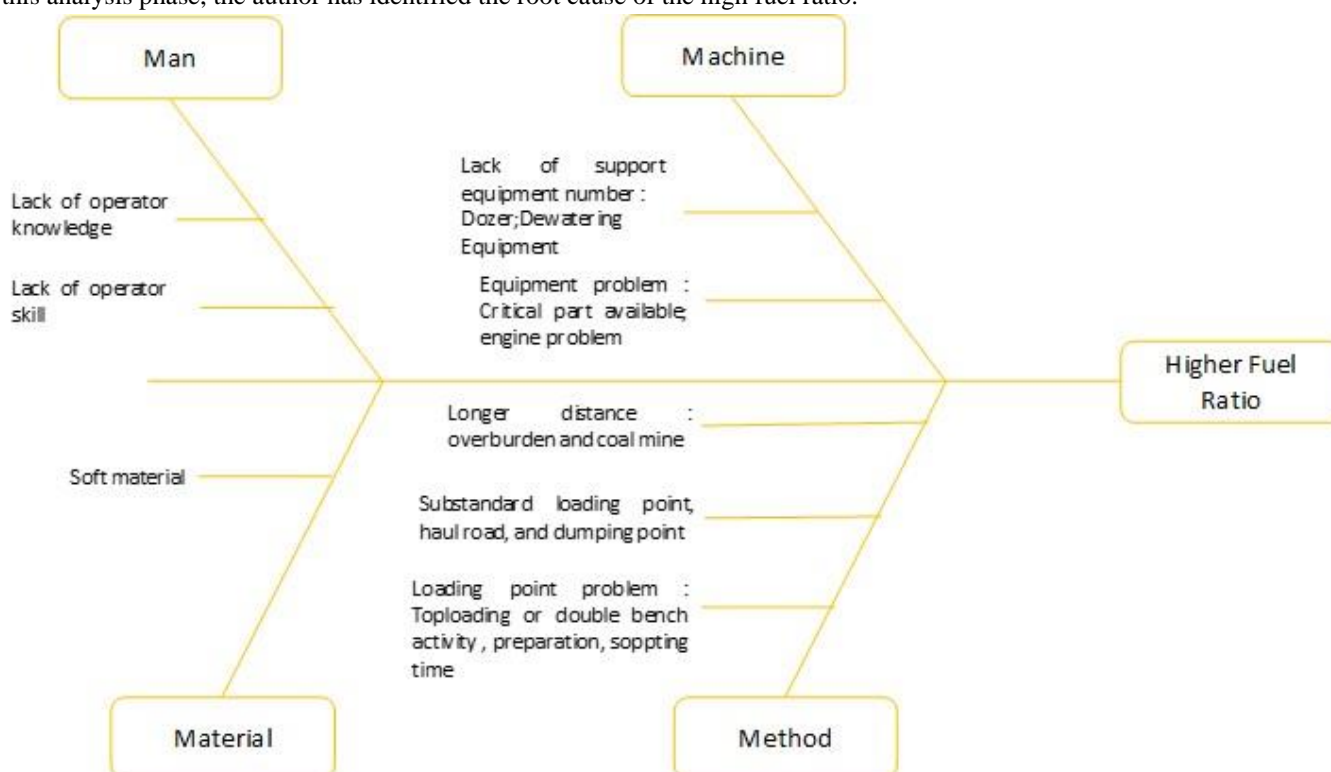 this analysis phase, the author has identified the root cause of the high fuel ratio.
Man
Machine
Lack of operator
knowledge
Lack of operator
skill
Lack of support
equipment number :
Dozer;Dewatering
Equipment
Equipment problem :
Critical part available;
engine problem
Higher Fuel
Ratio
Longer distance :
overburden and coal mine
Soft material
Substandard loading point,
haul road, and dumping point
Loading point problem :
Toploading or double bench
activity , preparation, soppting
time
Material
Method